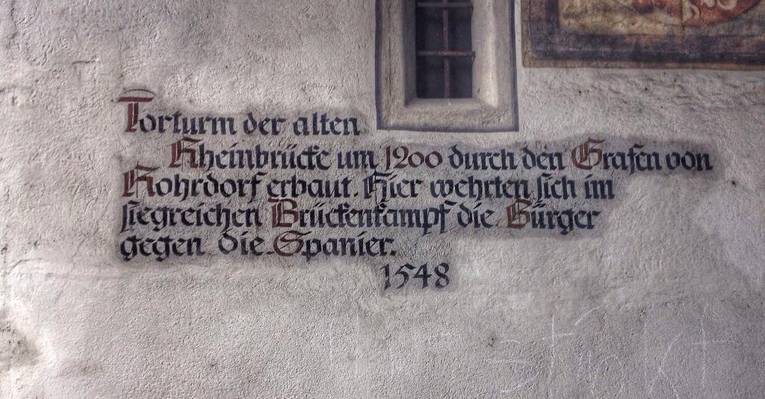 Torturm der alten
Rheinbrücke um 1200 durch den Grafen von
Rohrdorf erbaut. Hier wehrten sich im
siegreichen Brückenkampf die Bürger
gegen die Spanier.
1548
stinkt